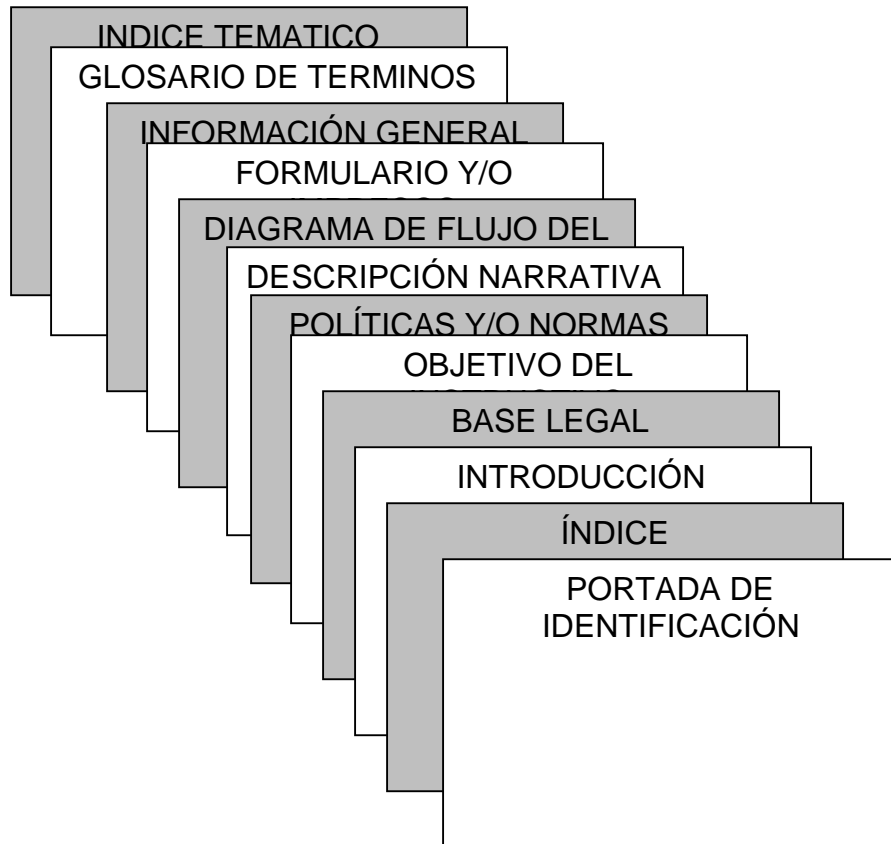 INDICE TEMATICO
GLOSARIO DE TERMINOS
INFORMACIÓN GENERAL
FORMULARIO Y/O
DIAGRAMA DE FLUJO DEL
DESCRIPCIÓN NARRATIVA
POLÍTICAS Y/O NORMAS
OBJETIVO DEL
BASE LEGAL
INTRODUCCIÓN
ÍNDICE
PORTADA DE
IDENTIFICACIÓN